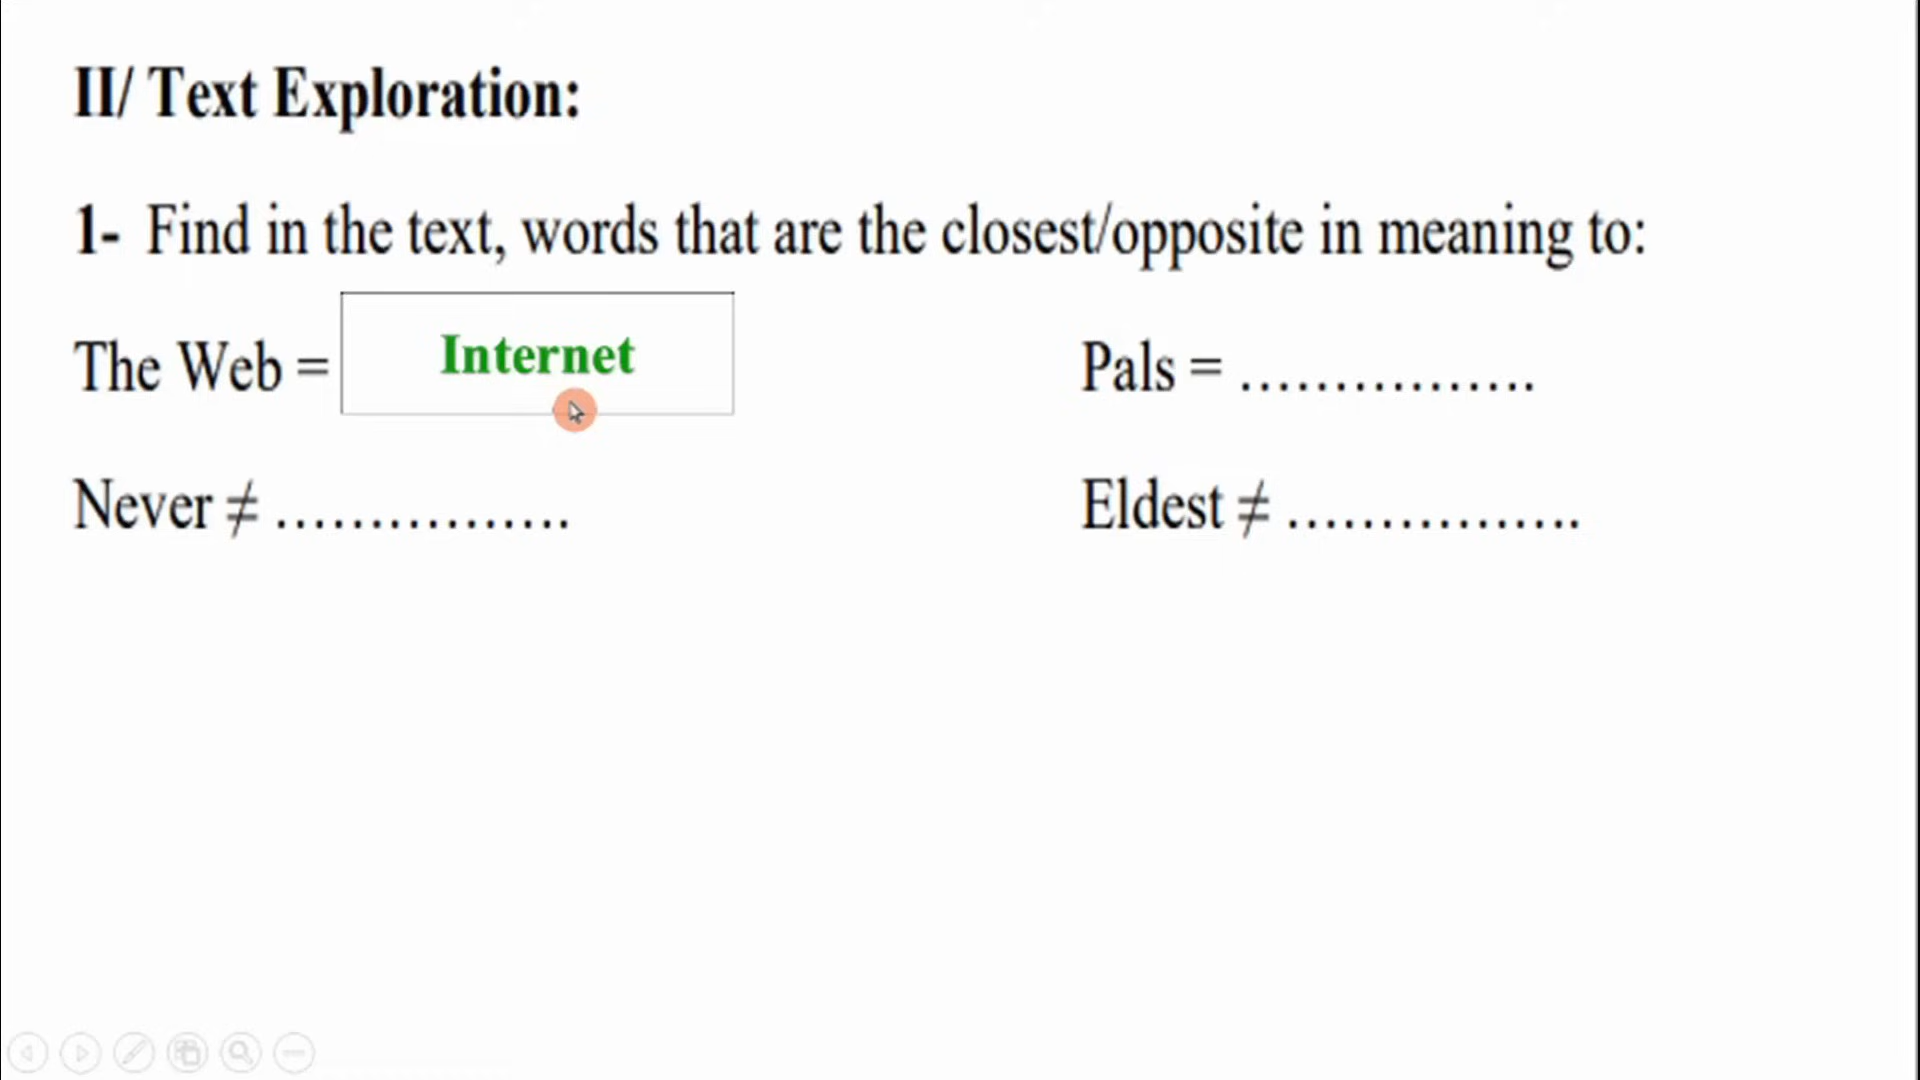 II/ Text Exploration:
1- Find in the text, words that are the closest/opposite in meaning to:
The Web = Internet Pals = ................
Never ≠ ................ Eldest ≠ ................